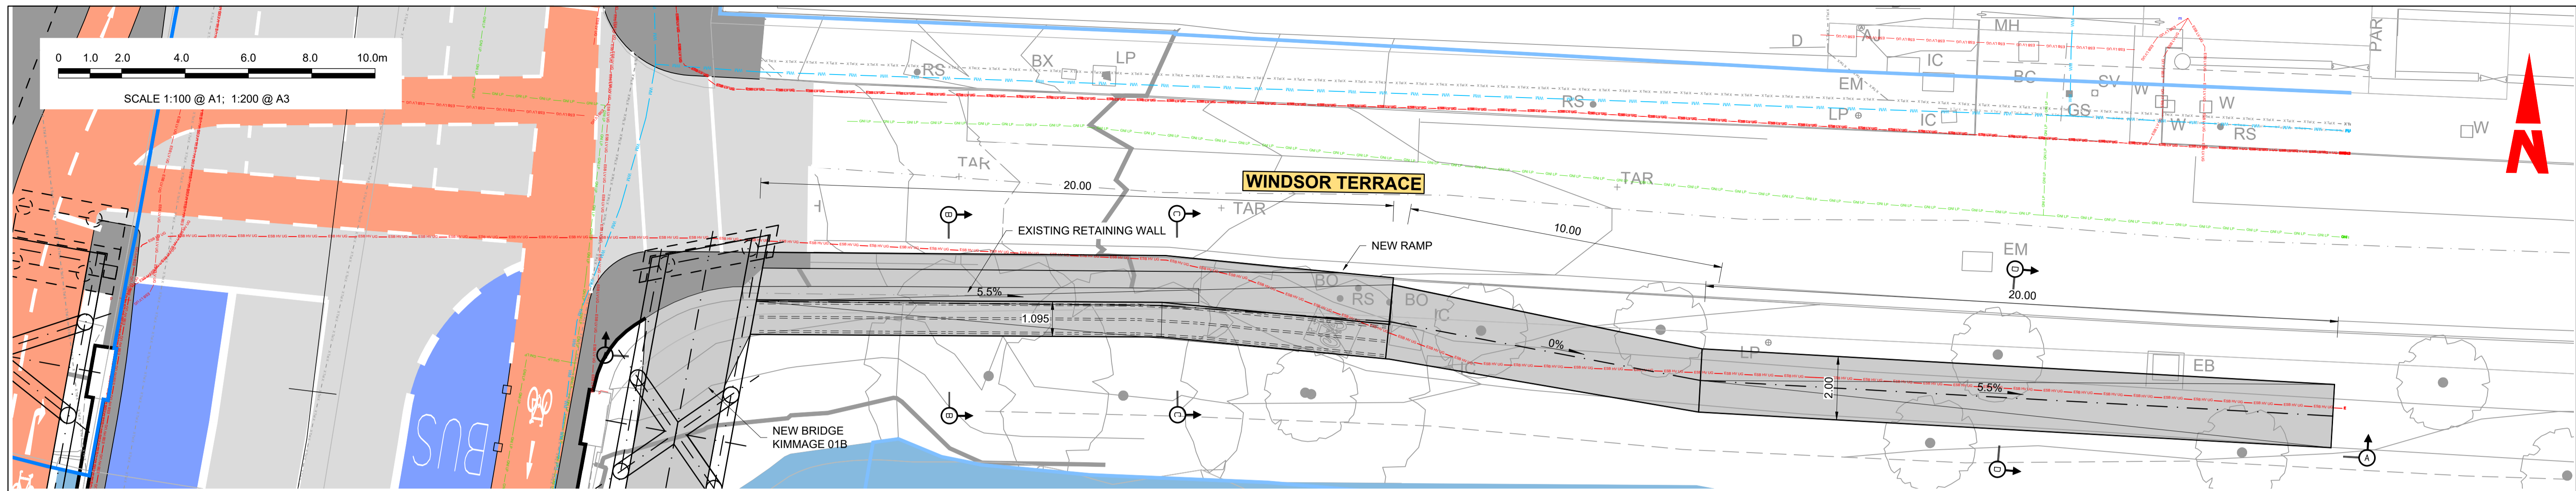 0 1.0 2.0 4.0 6.0 8.0 10.0m
SCALE 1:100 @ A1; 1:200 @ A3
RS
BX
LP
D
AJ
MH
IC
EM
BC
SV
W
W
PAR
RS
LP
IC
GS
W
RS
W
N
TAR
20.00
WINDSOR TERRACE
TAR
TAR
B
C
10.00
EXISTING RETAINING WALL
NEW RAMP
EM
D
5.5%
BO
RS
BO
IC
20.00
1.095
0%
LP
IC
EB
2.00
5.5%
BUS
B
C
NEW BRIDGE
KIMMAGE 01B
D
A